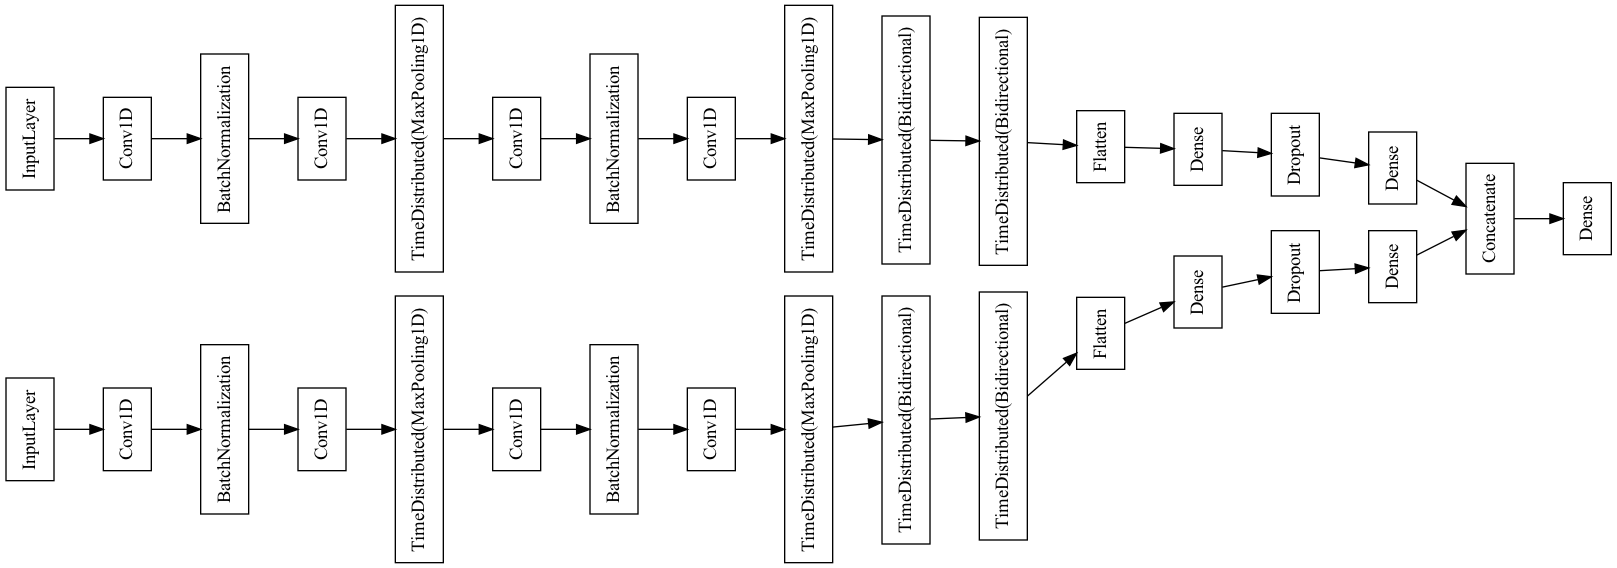 InputLayer
Conv1D
BatchNormalization
Conv1D
TimeDistributed(MaxPooling1D)
Conv1D
BatchNormalization
Conv1D
TimeDistributed(MaxPooling1D)
TimeDistributed(Bidirectional)
TimeDistributed(Bidirectional)
Flatten
Dense
Dropout
Dense
InputLayer
Conv1D
BatchNormalization
Conv1D
TimeDistributed(MaxPooling1D)
Conv1D
BatchNormalization
Conv1D
TimeDistributed(MaxPooling1D)
TimeDistributed(Bidirectional)
TimeDistributed(Bidirectional)
Flatten
Dense
Dropout
Dense
Concatenate
Dense